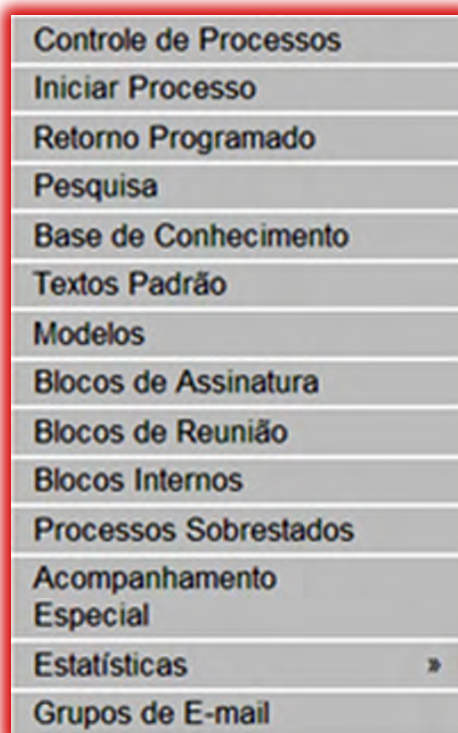 Controle de Processos
Iniciar Processo
Retorno Programado
Pesquisa
Base de Conhecimento
Textos Padrão
Modelos
Blocos de Assinatura
Blocos de Reunião
Blocos Internos
Processos Sobrestados
Acompanhamento
Especial
Estatísticas »
Grupos de E-mail